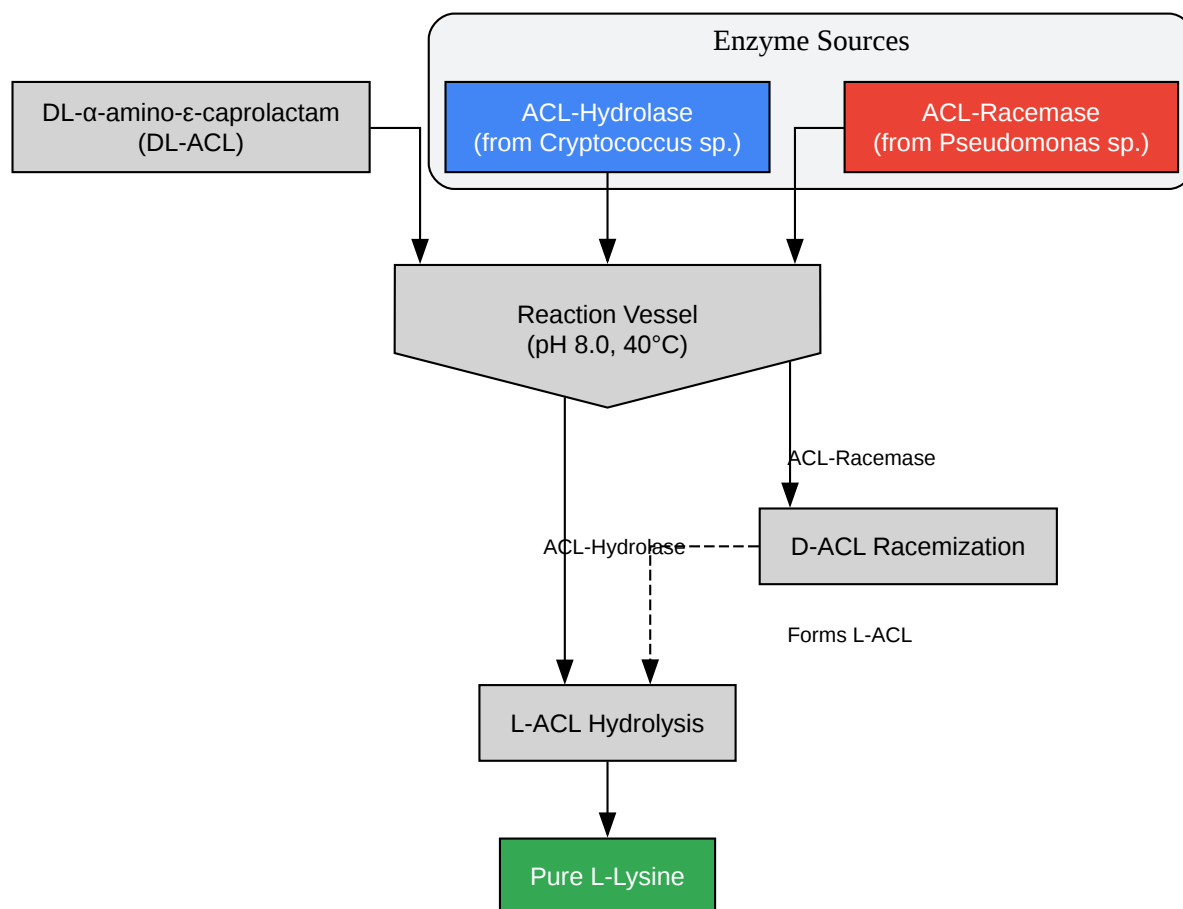 Enzyme Sources
DL-α-amino-ε-caprolactam
(DL-ACL)
ACL-Hydrolase
(from Cryptococcus sp.)
ACL-Racemase
(from Pseudomonas sp.)
Reaction Vessel
(pH 8.0, 40°C)
ACL-Racemase
ACL-Hydrolase
D-ACL Racemization
Forms L-ACL
L-ACL Hydrolysis
Pure L-Lysine